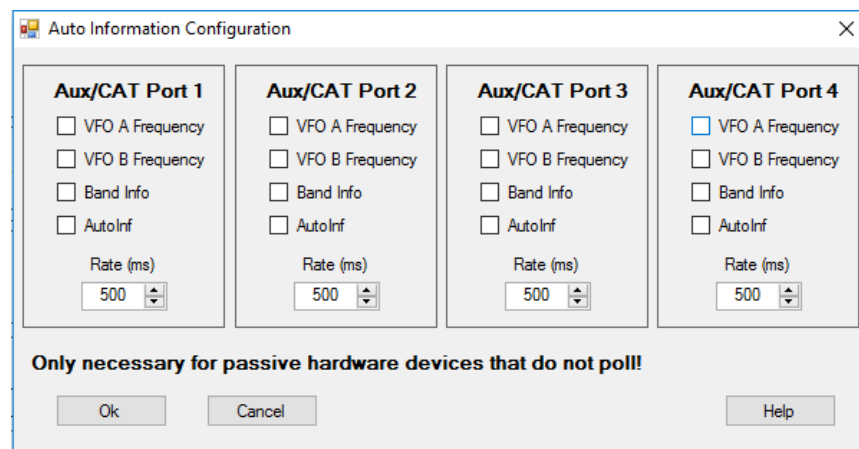 Auto Information Configuration
Aux/CAT Port 1
VFO A Frequency
VFO B Frequency
Band Info
AutoInf
Rate (ms)
500
Aux/CAT Port 2
VFO A Frequency
VFO B Frequency
Band Info
AutoInf
Rate (ms)
500
Aux/CAT Port 3
VFO A Frequency
VFO B Frequency
Band Info
AutoInf
Rate (ms)
500
Aux/CAT Port 4
VFO A Frequency
VFO B Frequency
Band Info
AutoInf
Rate (ms)
500
Only necessary for passive hardware devices that do not poll!
Ok
Cancel
Help